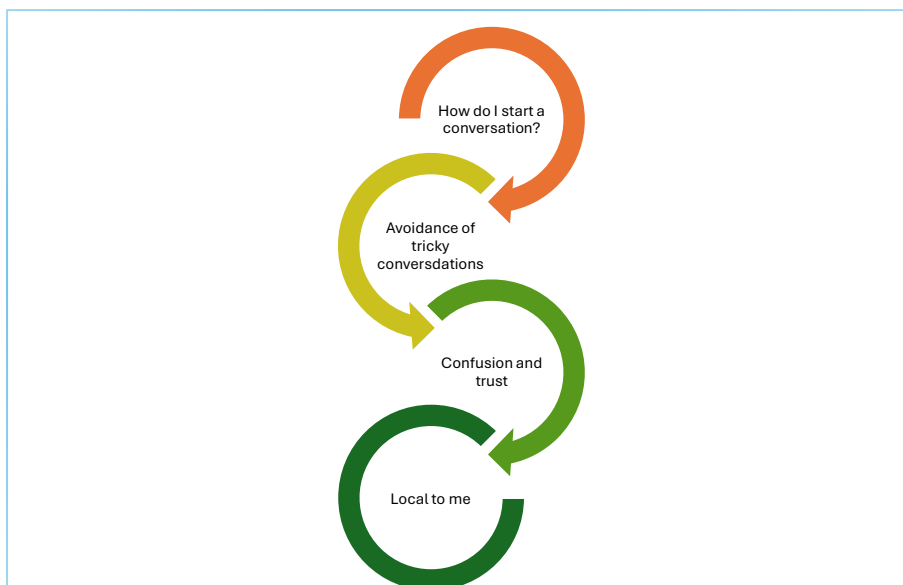 How do I start a
conversation?
Avoidance of
tricky
conversdations
Confusion and
trust
Local to me